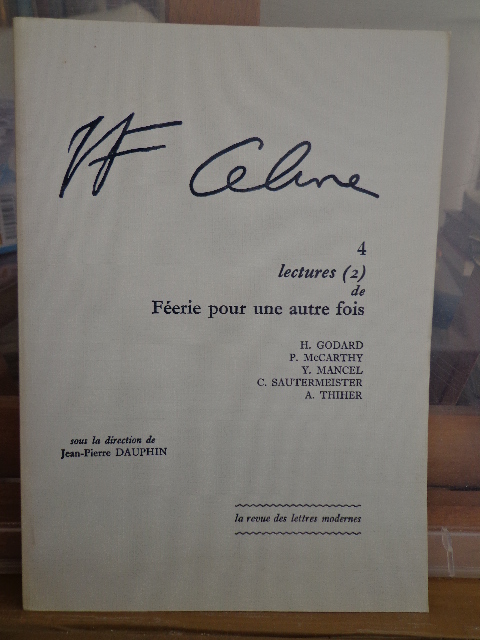 LF Céline
4
lectures (2)
de
Féerie pour une autre fois
H. GODARD
P. McCARTHY
Y. MANCEL
C. SAUTERMEISTER
A. THIHER
sous la direction de
Jean-Pierre DAUPHIN
la revue des lettres modernes